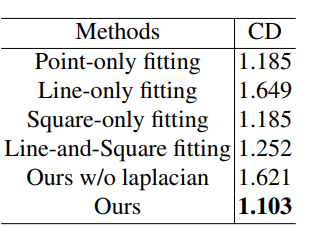 Methods CD
Point-only fitting 1.185
Line-only fitting 1.649
Square-only fitting 1.185
Line-and-Square fitting 1.252
Ours w/o laplacian 1.621
Ours 1.103